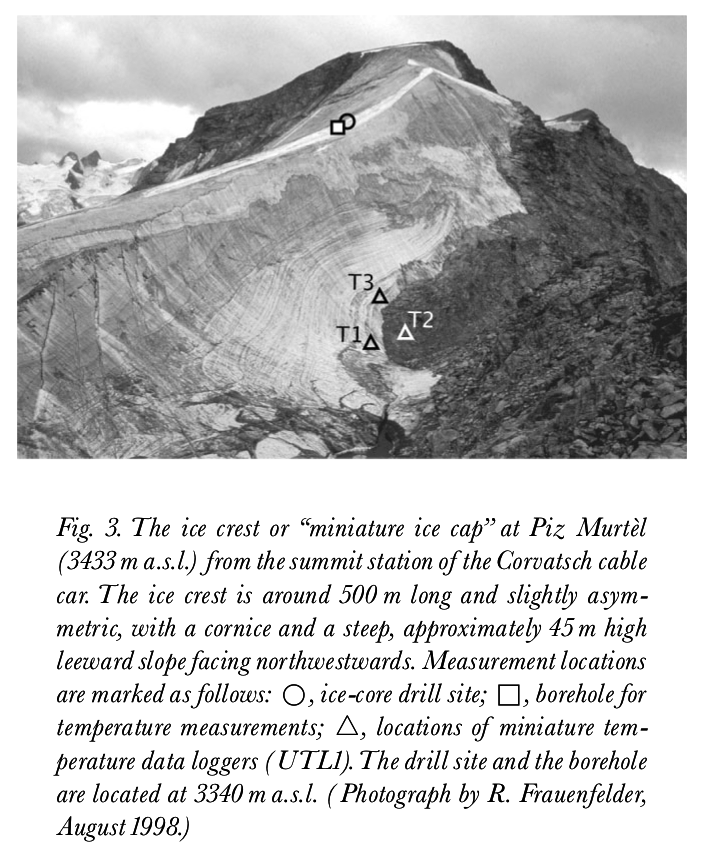 T3
T2
T1
Fig. 3. The ice crest or “miniature ice cap” at Piz Murtèl
(3433 m a.s.l.) from the summit station of the Corvatsch cable
car. The ice crest is around 500 m long and slightly asym-
metric, with a cornice and a steep, approximately 45 m high
leeward slope facing northwestwards. Measurement locations
are marked as follows: ○, ice-core drill site; □, borehole for
temperature measurements; △, locations of miniature tem-
perature data loggers (UTL1). The drill site and the borehole
are located at 3340 m a.s.l. (Photograph by R. Frauenfelder,
August 1998.)